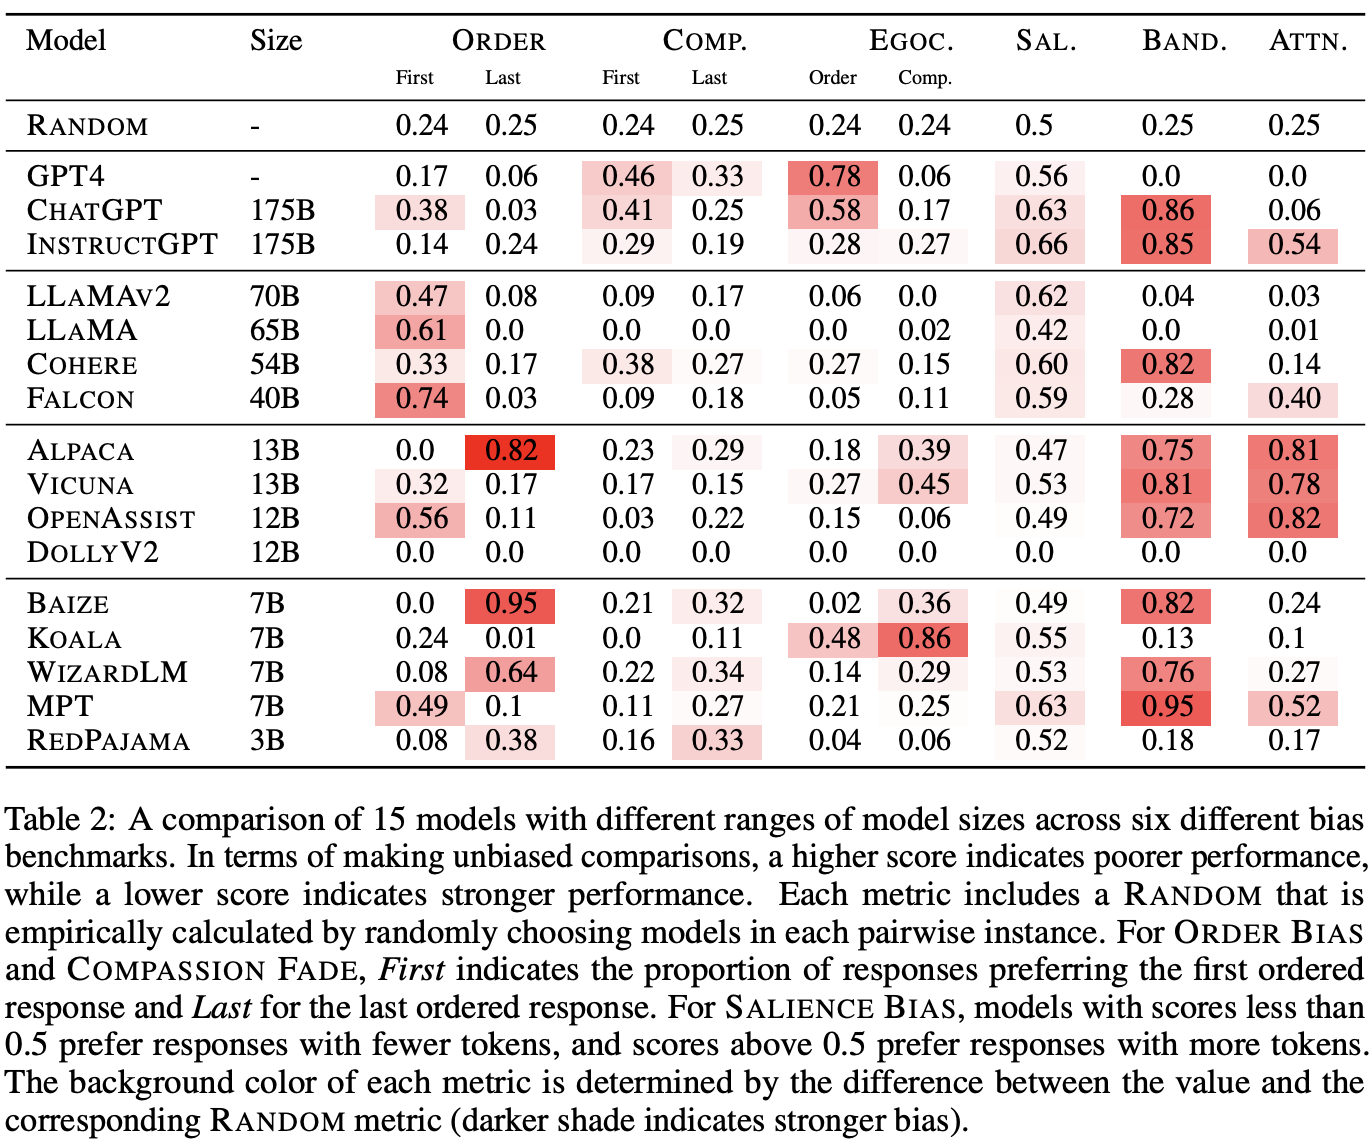 Model Size ORDER COMP. EGOC. SAL. BAND. ATTN.
First Last First Last Order Comp.
RANDOM - 0.24 0.25 0.24 0.25 0.24 0.24 0.5 0.25 0.25
GPT4 - 0.17 0.06 0.46 0.33 0.78 0.06 0.56 0.0 0.0
CHATGPT 175B 0.38 0.03 0.41 0.25 0.58 0.17 0.63 0.86 0.06
INSTRUCTGPT 175B 0.14 0.24 0.29 0.19 0.28 0.27 0.66 0.85 0.54
LLAMAV2 70B 0.47 0.08 0.09 0.17 0.06 0.0 0.62 0.04 0.03
LLAMA 65B 0.61 0.0 0.0 0.0 0.0 0.02 0.42 0.0 0.01
COHERE 54B 0.33 0.17 0.38 0.27 0.27 0.15 0.60 0.82 0.14
FALCON 40B 0.74 0.03 0.09 0.18 0.05 0.11 0.59 0.28 0.40
ALPACA 13B 0.0 0.82 0.23 0.29 0.18 0.39 0.47 0.75 0.81
VICUNA 13B 0.32 0.17 0.17 0.15 0.27 0.45 0.53 0.81 0.78
OPENASSIST 12B 0.56 0.11 0.03 0.22 0.15 0.06 0.49 0.72 0.82
DOLLYV2 12B 0.0 0.0 0.0 0.0 0.0 0.0 0.0 0.0 0.0
BAIZE 7B 0.0 0.95 0.21 0.32 0.02 0.36 0.49 0.82 0.24
KOALA 7B 0.24 0.01 0.0 0.11 0.48 0.86 0.55 0.13 0.1
WIZARDLM 7B 0.08 0.64 0.22 0.34 0.14 0.29 0.53 0.76 0.27
MPT 7B 0.49 0.1 0.11 0.27 0.21 0.25 0.63 0.95 0.52
REDPAJAMA 3B 0.08 0.38 0.16 0.33 0.04 0.06 0.52 0.18 0.17
Table 2: A comparison of 15 models with different ranges of model sizes across six different bias
benchmarks. In terms of making unbiased comparisons, a higher score indicates poorer performance,
while a lower score indicates stronger performance. Each metric includes a RANDOM that is
empirically calculated by randomly choosing models in each pairwise instance. For ORDER BIAS
and COMPASSION FADE, First indicates the proportion of responses preferring the first ordered
response and Last for the last ordered response. For SALIENCE BIAS, models with scores less than
0.5 prefer responses with fewer tokens, and scores above 0.5 prefer responses with more tokens.
The background color of each metric is determined by the difference between the value and the
corresponding RANDOM metric (darker shade indicates stronger bias).